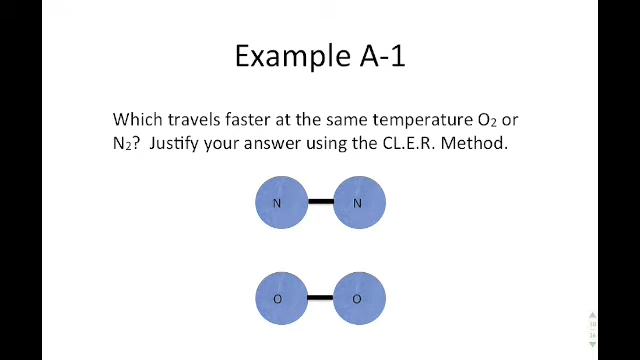 Example A-1
Which travels faster at the same temperature O2 or
N2? Justify your answer using the CL.E.R. Method.
N N
O O